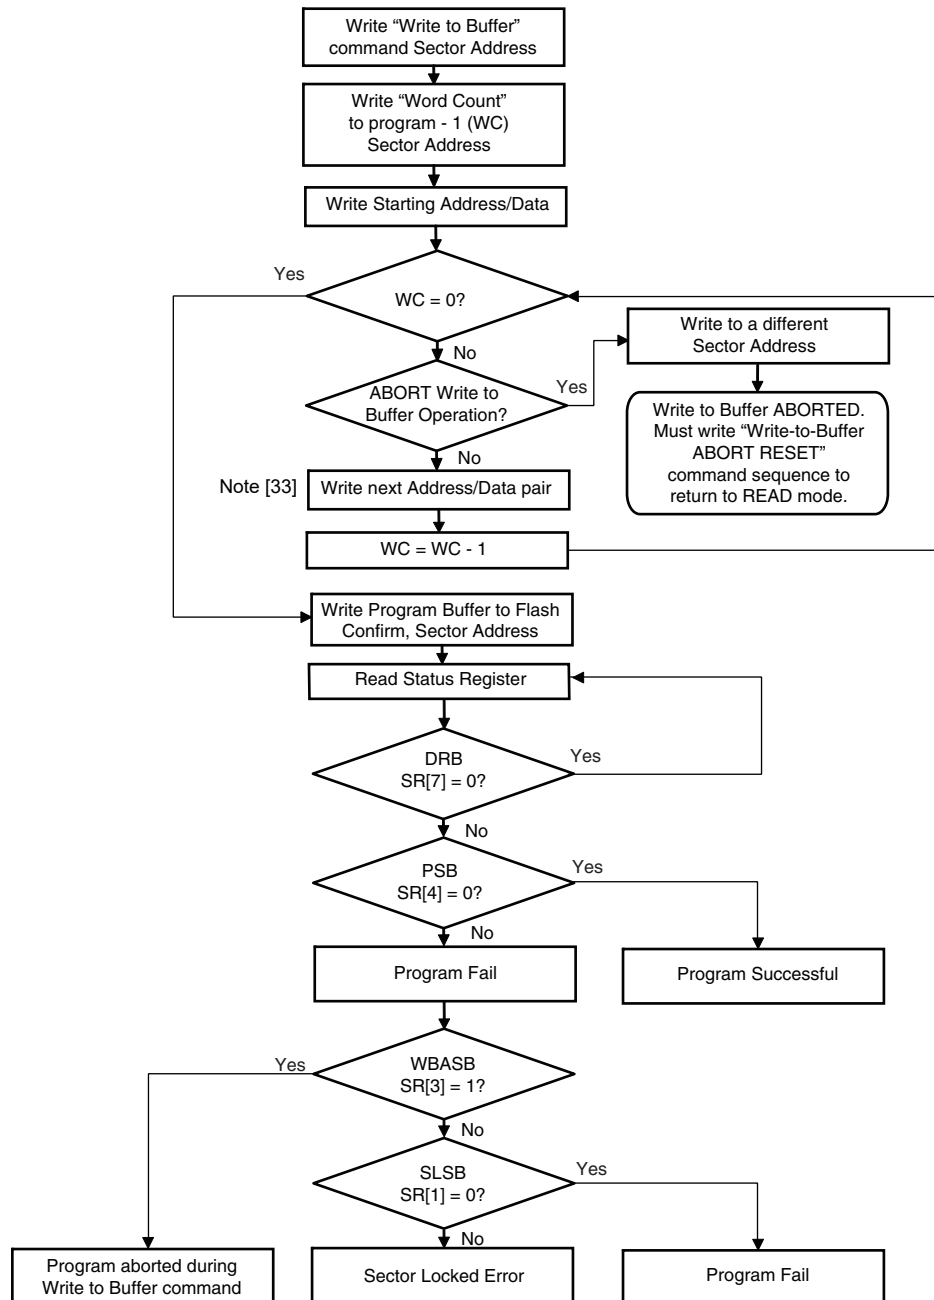 Write “Write to Buffer”
command Sector Address
Write “Word Count”
to program - 1 (WC)
Sector Address
Write Starting Address/Data
Yes
WC = 0?
No
Write to a different
Sector Address
ABORT Write to
Buffer Operation?
Yes
Write to Buffer ABORTED.
Must write “Write-to-Buffer
ABORT RESET”
command sequence to
return to READ mode.
No
Note [33]
Write next Address/Data pair
WC = WC - 1
Write Program Buffer to Flash
Confirm, Sector Address
Read Status Register
DRB
SR[7] = 0?
Yes
No
PSB
SR[4] = 0?
Yes
No
Program Fail
Program Successful
Yes
WBASB
SR[3] = 1?
No
SLSB
SR[1] = 0?
Yes
No
Program aborted during
Write to Buffer command
Sector Locked Error
Program Fail